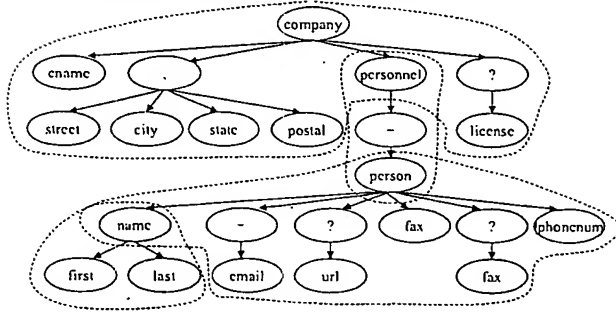 company
cname , personnel ?
street city state postal - license
person
name - ? fax ? phonenum
first last email url fax